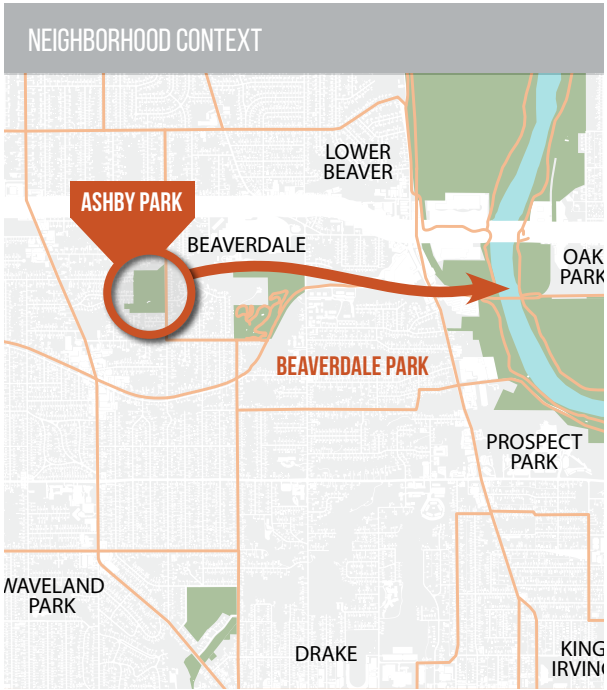 NEIGHBORHOOD CONTEXT
LOWER
BEAVER
ASHBY PARK
BEAVERDALE
OAK
PARK
BEAVERDALE PARK
PROSPECT
PARK
WAVELAND
PARK
DRAKE
KING
IRVING